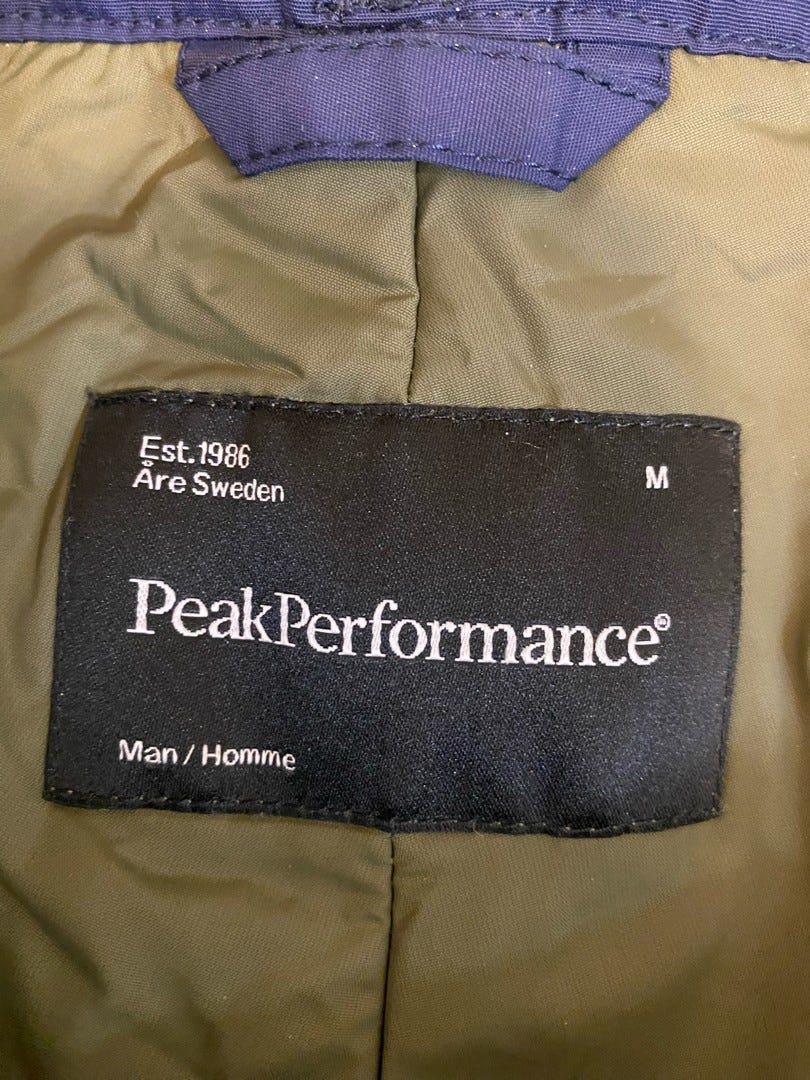 Est.1986
Åre Sweden
M
PeakPerformance®
Man / Homme